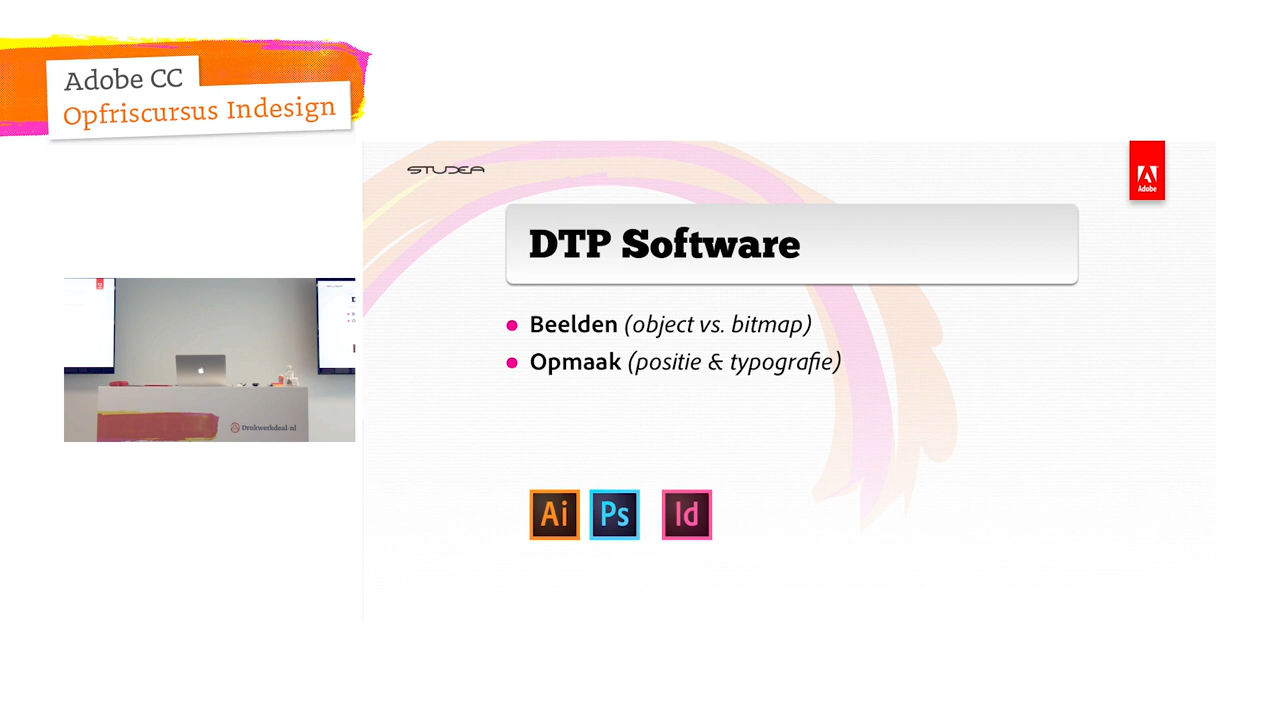 Adobe CC
Opfriscursus Indesign
STUDEA
Adobe
DTP Software
Beelden (object vs. bitmap)
Opmaak (positie & typografie)
Drukwerkdeal.nl
Ai Ps Id